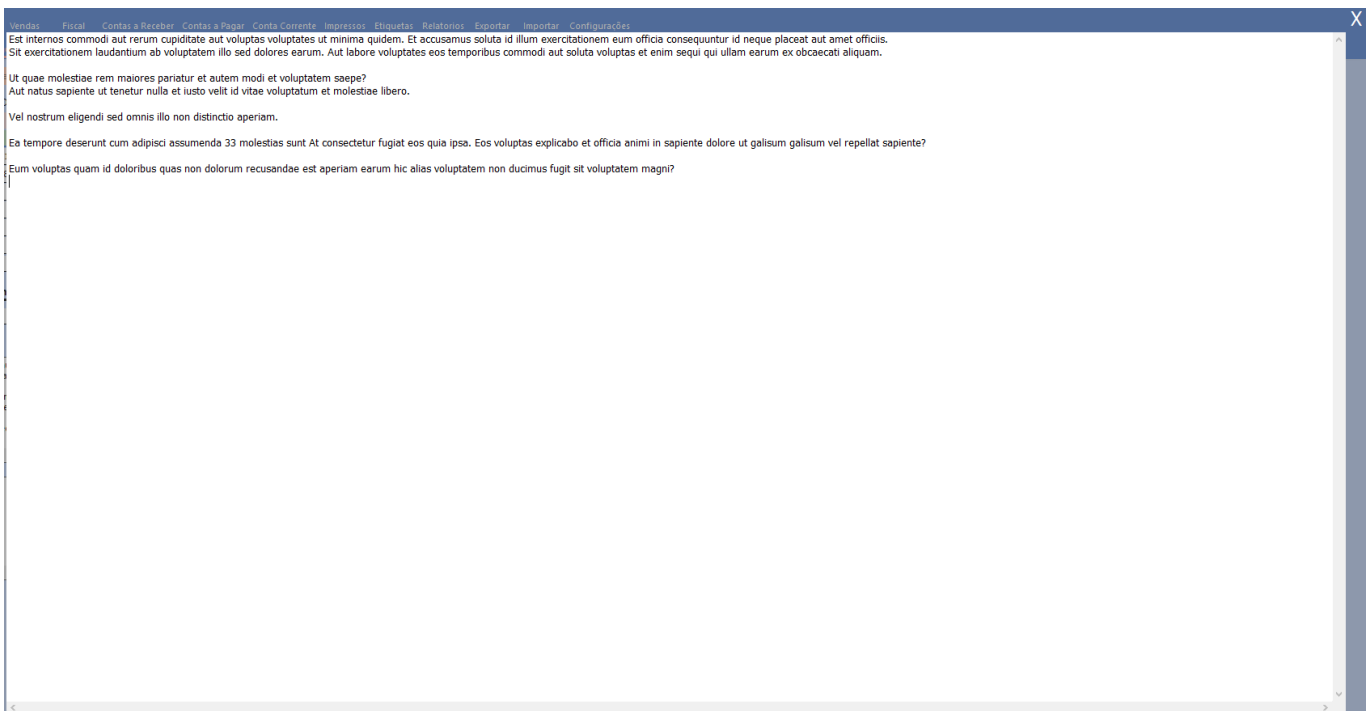 X
Vendas Fiscal Contas a Receber Contas a Pagar Conta Corrente Impressos Etiquetas Relatorios Exportar Importar Configurações
Est internos commodi aut rerum cupiditate aut voluptas voluptates ut minima quidem. Et accusamus soluta id illum exercitationem eum officia consequuntur id neque placeat aut amet officiis.
Sit exercitationem laudantium ab voluptatem illo sed dolores earum. Aut labore voluptates eos temporibus commodi aut soluta voluptas et enim sequi qui ullam earum ex obcaecati aliquam.
Ut quae molestiae rem maiores pariatur et autem modi et voluptatem saepe?
Aut natus sapiente ut tenetur nulla et iusto velit id vitae voluptatum et molestiae libero.
Vel nostrum eligendi sed omnis illo non distinctio aperiam.
Ea tempore deserunt cum adipisci assumenda 33 molestias sunt At consectetur fugiat eos quia ipsa. Eos voluptas explicabo et officia animi in sapiente dolore ut galisum galisum vel repellat sapiente?
Eum voluptas quam id doloribus quas non dolorum recusandae est aperiam earum hic alias voluptatem non ducimus fugit sit voluptatem magni?